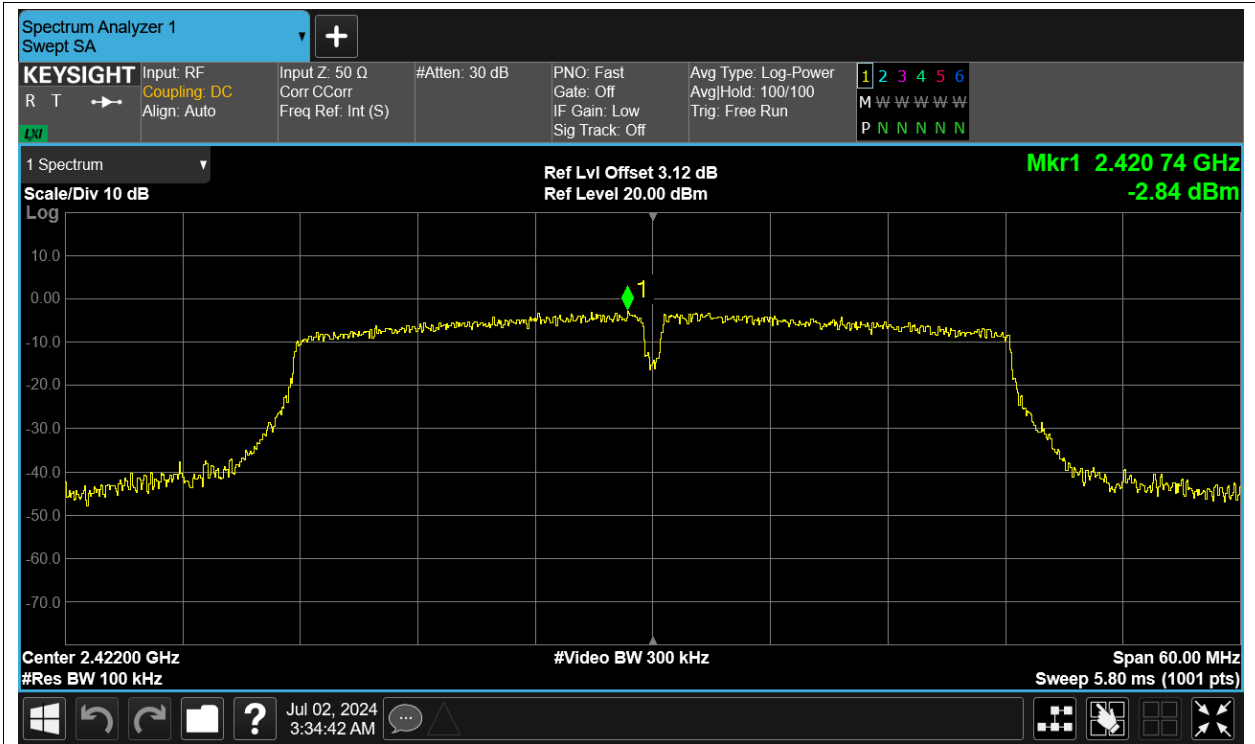 Spectrum Analyzer 1
Swept SA
KEYSIGHT
R T
LXI
Input: RF
Coupling: DC
Align: Auto
Input Z: 50 Ω
Corr CCorr
Freq Ref: Int (S)
#Atten: 30 dB
PNO: Fast
Gate: Off
IF Gain: Low
Sig Track: Off
Avg Type: Log-Power
Avg|Hold: 100/100
Trig: Free Run
1 2 3 4 5 6
M W W W W W
P N N N N N
1 Spectrum
Scale/Div 10 dB
Log
Ref Lvl Offset 3.12 dB
Ref Level 20.00 dBm
Mkr1 2.420 74 GHz
-2.84 dBm
10.0
0.00
-10.0
-20.0
-30.0
-40.0
-50.0
-60.0
-70.0
1
Center 2.42200 GHz
#Res BW 100 kHz
#Video BW 300 kHz
Span 60.00 MHz
Sweep 5.80 ms (1001 pts)
?
Jul 02, 2024
3:34:42 AM